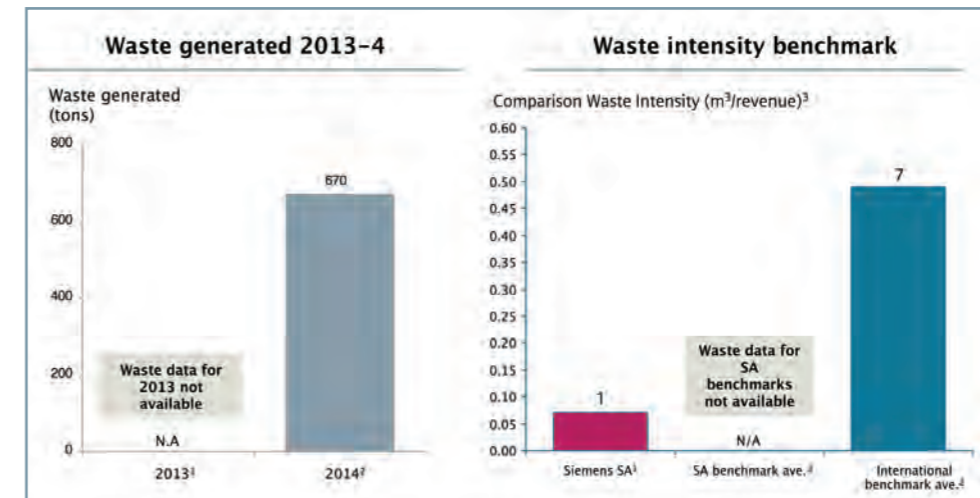 Waste generated 2013–4
Waste generated
(tons)
800
600
400
200
0
670
Waste data for
2013 not
available
N.A
2013¹
2014²
Waste intensity benchmark
Comparison Waste Intensity (m³/revenue)³
0.60
0.55
0.50
0.45
0.40
0.35
0.30
0.25
0.20
0.15
0.10
0.05
0.00
1
Waste data for
SA
benchmarks
not available
N/A
7
Siemens SA
SA benchmark ave.
International
benchmark ave.